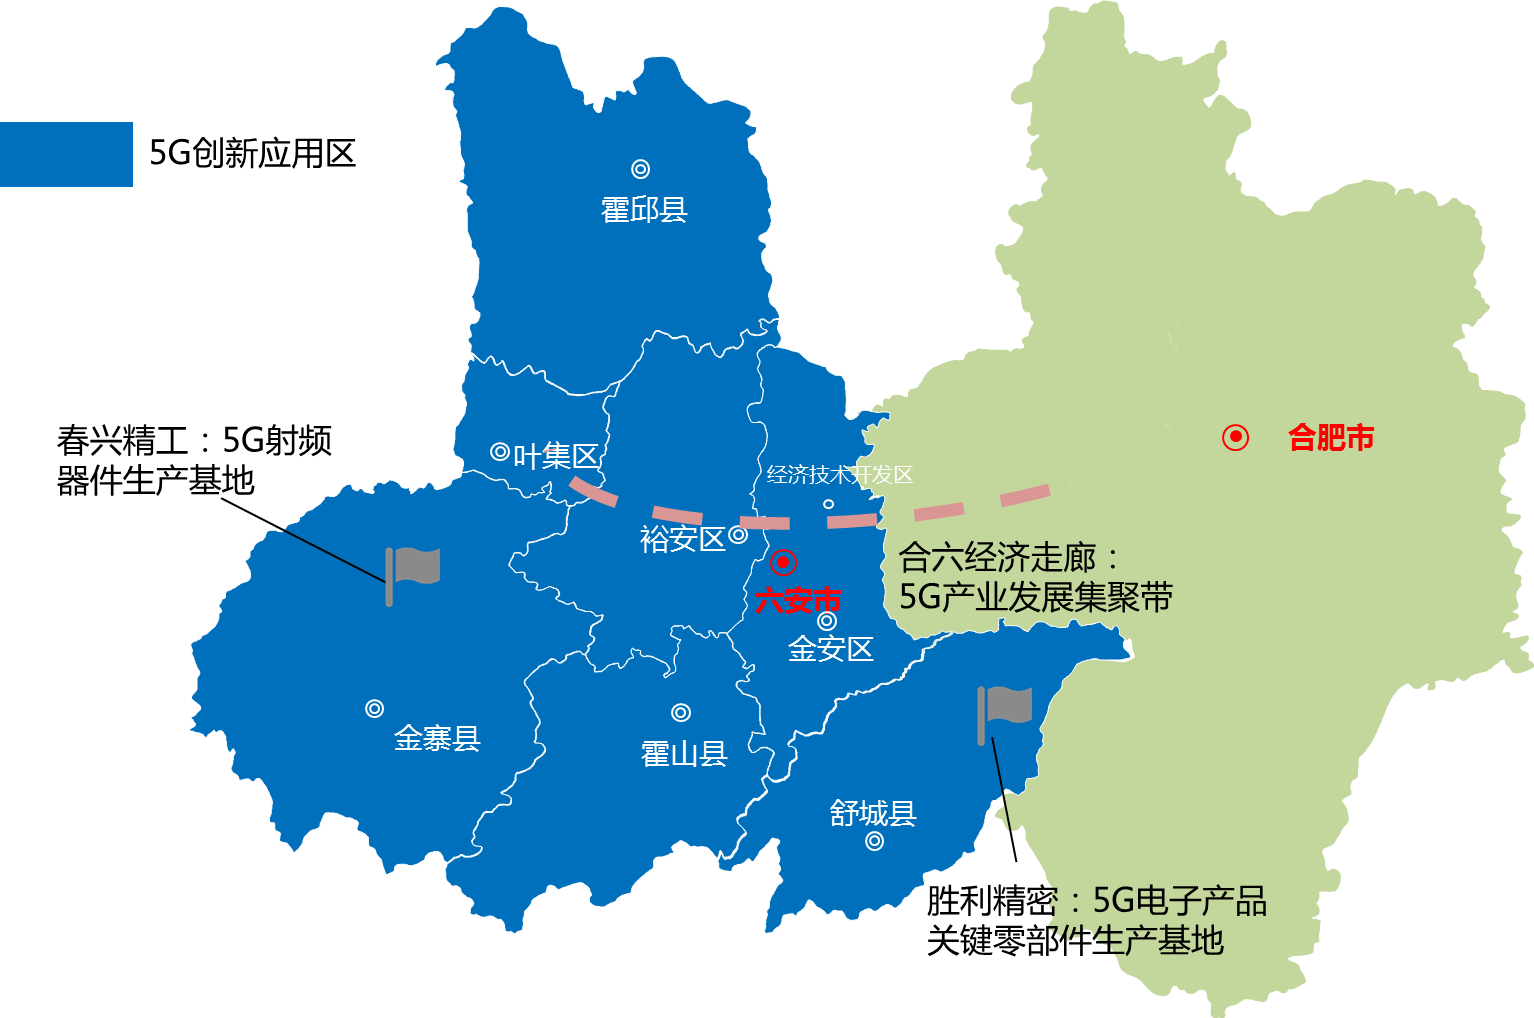 5G创新应用区
霍邱县
春兴精工：5G射频
器件生产基地
叶集区
经济技术开发区
合肥市
裕安区
六安市
合六经济走廊：
5G产业发展集聚带
金安区
金寨县
霍山县
舒城县
胜利精密：5G电子产品
关键零部件生产基地